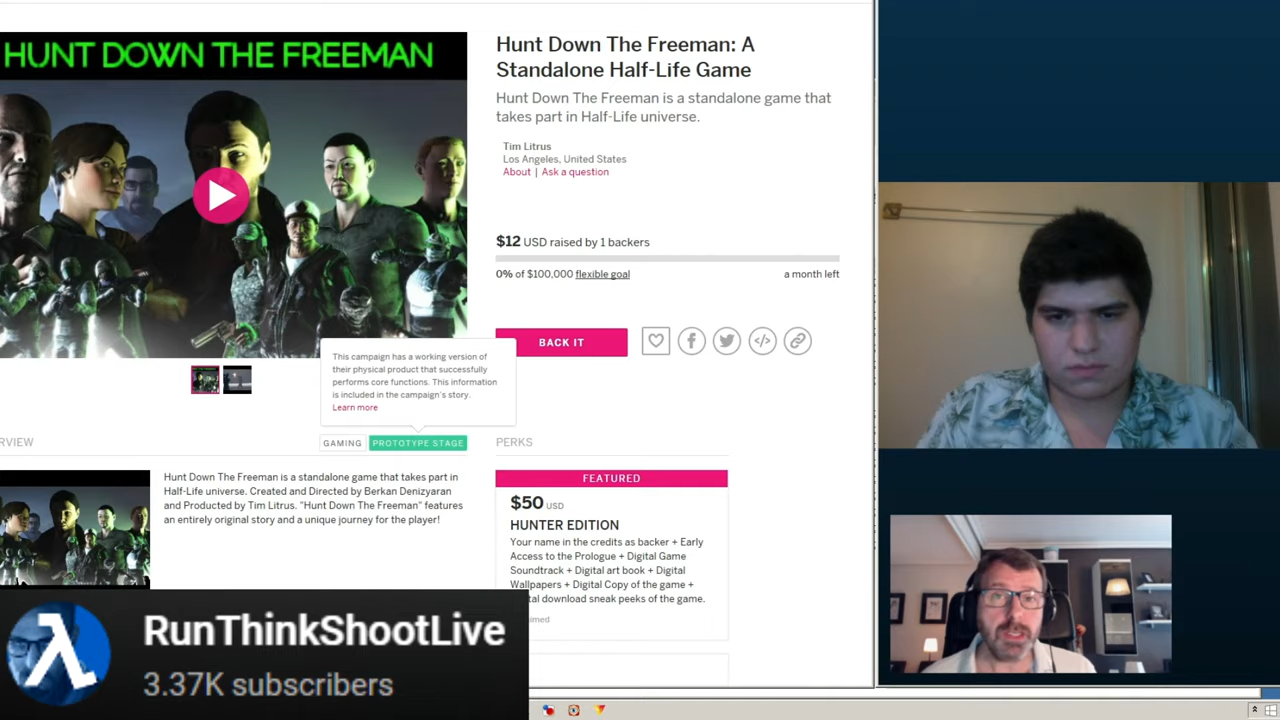 HUNT DOWN THE FREEMAN
Hunt Down The Freeman: A
Standalone Half-Life Game
Hunt Down The Freeman is a standalone game that
takes part in Half-Life universe.
Tim Litrus
Los Angeles, United States
About | Ask a question
$12 USD raised by 1 backers
0% of $100,000 flexible goal
a month left
BACK IT
This campaign has a working version of
their physical product that successfully
performs core functions. This information
is included in the campaign's story.
Learn more
RVIEW
GAMING
PROTOTYPE STAGE
Hunt Down The Freeman is a standalone game that takes part in
Half-Life universe. Created and Directed by Berkan Denizyaran
and Producted by Tim Litrus. "Hunt Down The Freeman" features
an entirely original story and a unique journey for the player!
PERKS
FEATURED
$50 USD
HUNTER EDITION
Your name in the credits as backer + Early
Access to the Prologue + Digital Game
Soundtrack + Digital art book + Digital
Wallpapers + Digital Copy of the game +
tal download sneak peeks of the game.
imed
RunThinkShootLive
3.37K subscribers